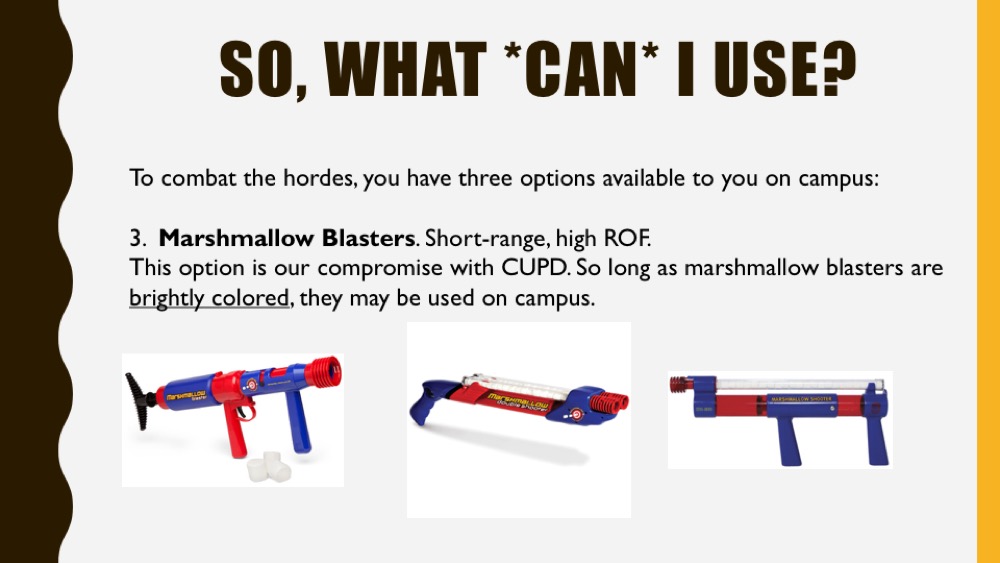 SO, WHAT *CAN* I USE?
To combat the hordes, you have three options available to you on campus:
3. Marshmallow Blasters. Short-range, high ROF.
This option is our compromise with CUPD. So long as marshmallow blasters are
brightly colored, they may be used on campus.
Marshmallow
blaster
Marshmallow
double shooter
MARSHMALLOW SHOOTER